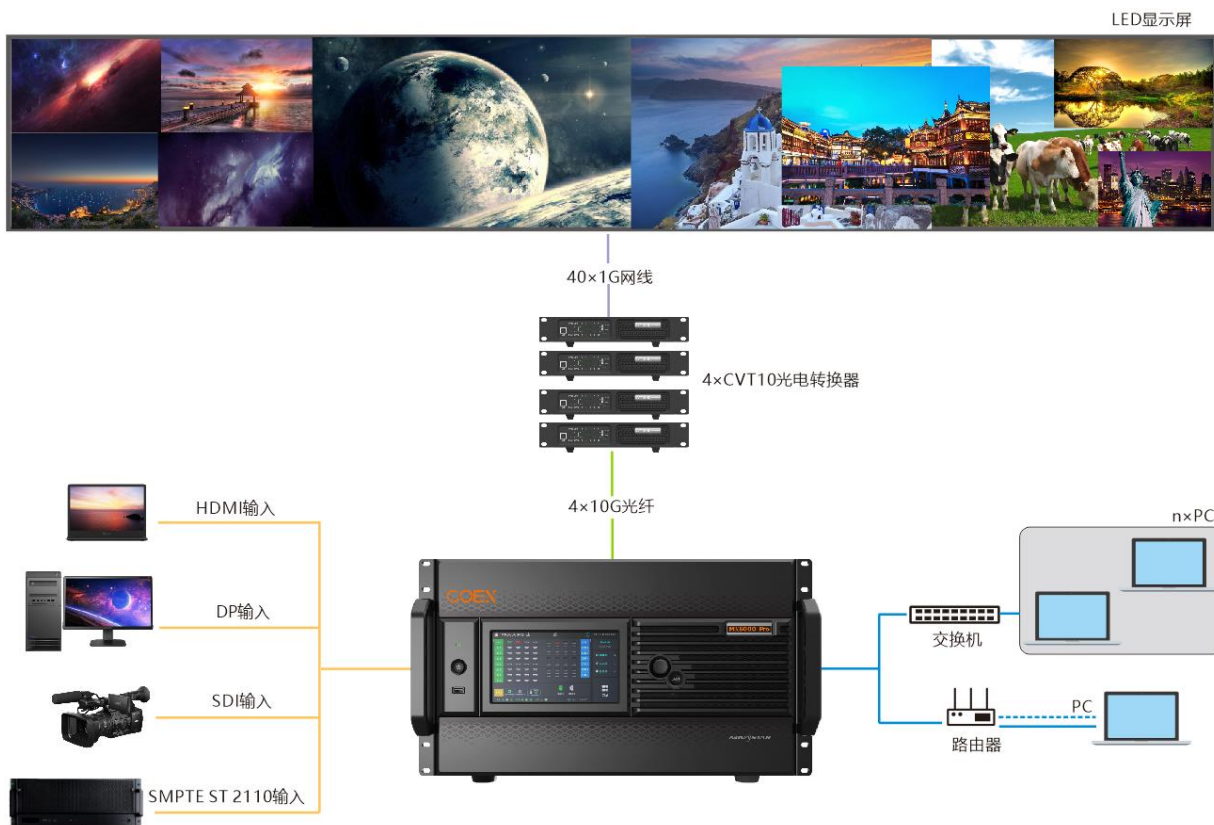 LED显示屏
40×1G网线
4×CVT10光电转换器
4×10G光纤
HDMI输入
DP输入
SDI输入
SMPTE ST 2110输入
COEX
MX6000 Pro
n×PC
交换机
PC
路由器